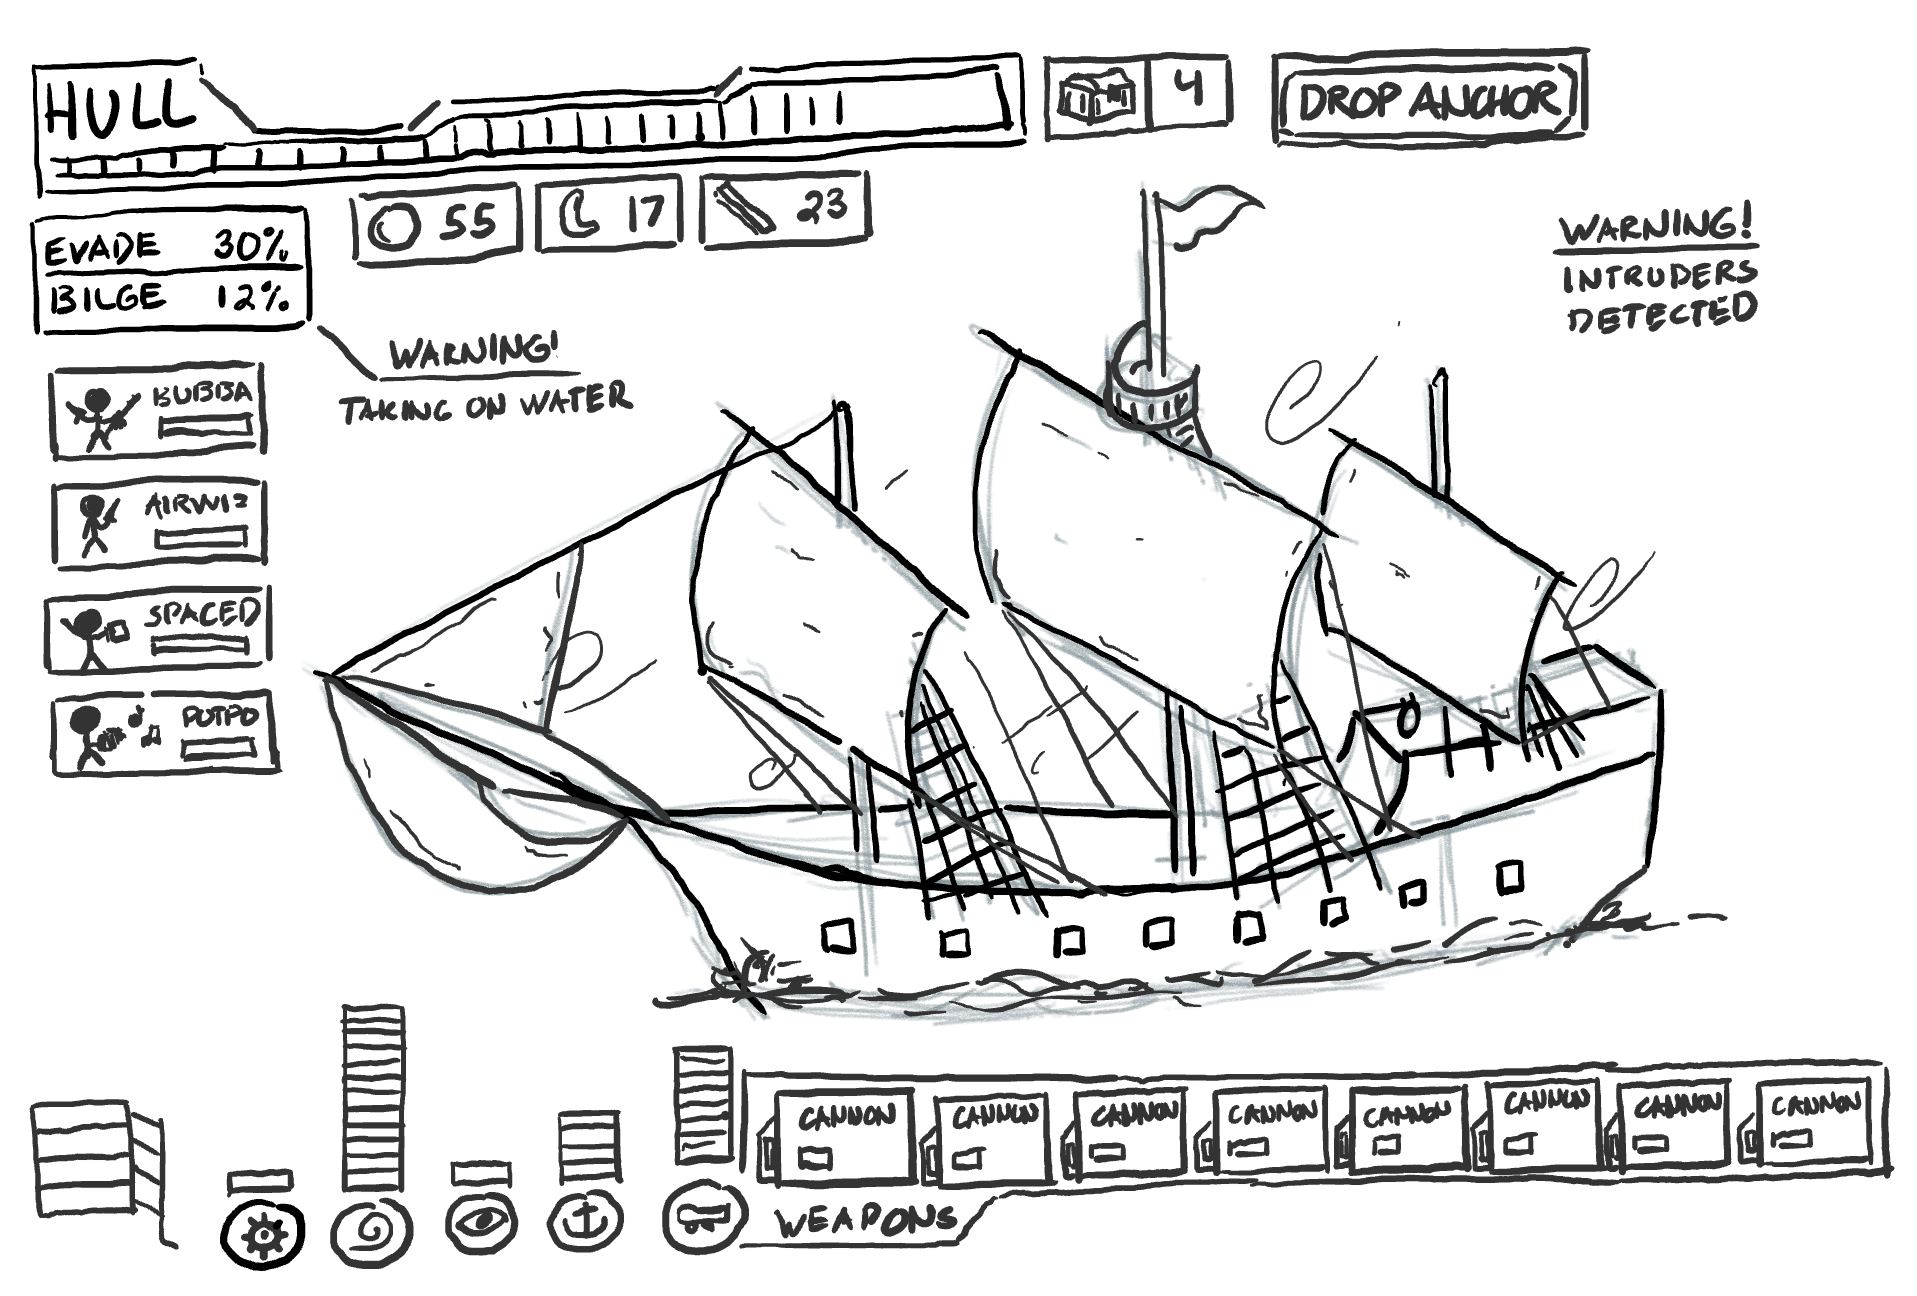 HULL
4
DROP ANCHOR
55
17
23
EVADE 30%
BILGE 12%
WARNING!
INTRUDERS
DETECTED
WARNING!
TAKING ON WATER
BUBBA
AIRWIZ
SPACED
POTPO
CANNON
CANNON
CANNON
CANNON
CANNON
CANNON
CANNON
CANNON
WEAPONS